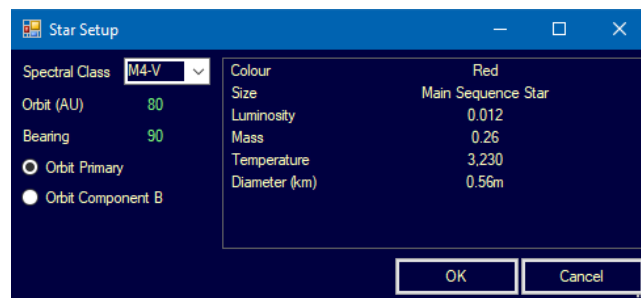 Star Setup
Spectral Class M4-V
Orbit (AU) 80
Bearing 90
Orbit Primary
Orbit Component B
Colour Red
Size Main Sequence Star
Luminosity 0.012
Mass 0.26
Temperature 3,230
Diameter (km) 0.56m
OK Cancel